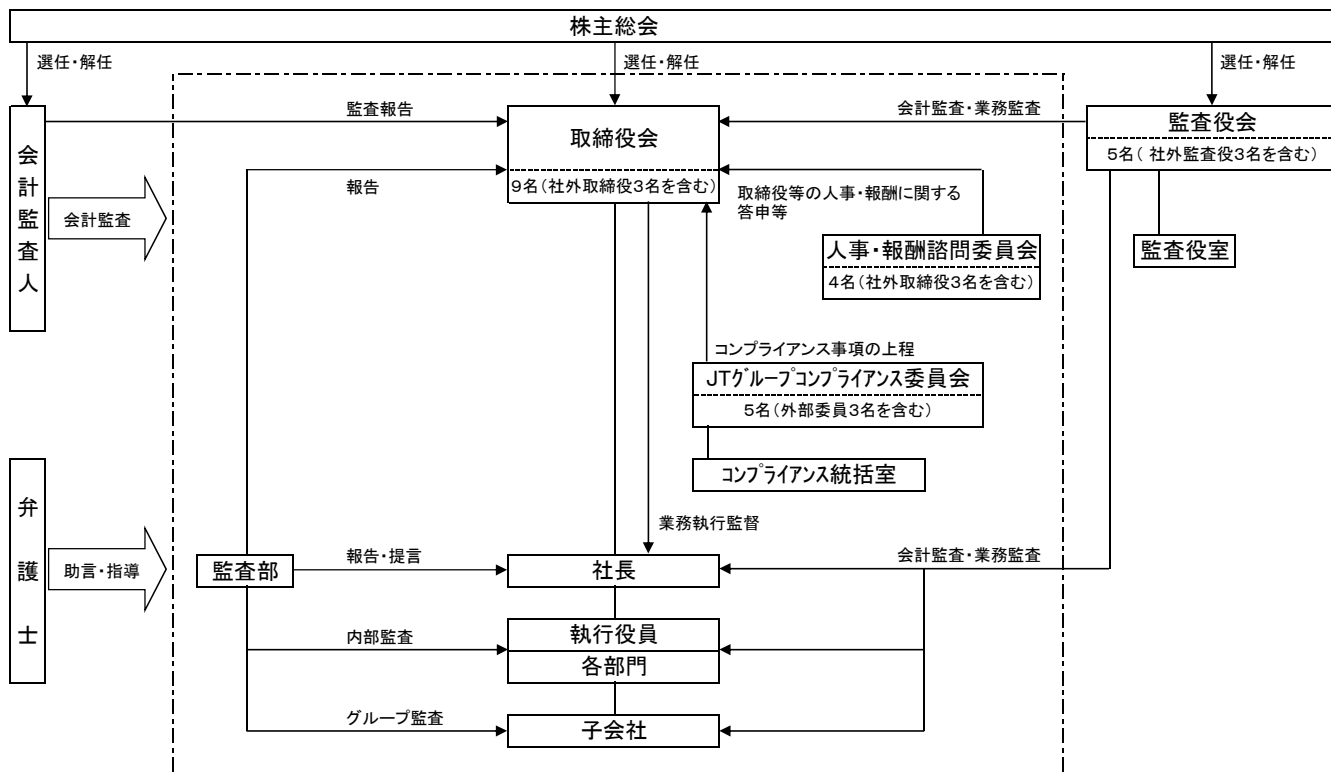 株主総会
選任・解任
選任・解任
選任・解任
監査報告
取締役会
9名(社外取締役3名を含む)
会計監査・業務監査
監査役会
5名( 社外監査役3名を含む)
会計監査人
会計監査
報告
取締役等の人事・報酬に関する
答申等
人事・報酬諮問委員会
4名(社外取締役3名を含む)
監査役室
コンプライアンス事項の上程
JTグループコンプライアンス委員会
5名(外部委員3名を含む)
コンプライアンス統括室
業務執行監督
弁護士
助言・指導
監査部
報告・提言
社長
会計監査・業務監査
内部監査
執行役員
各部門
グループ監査
子会社